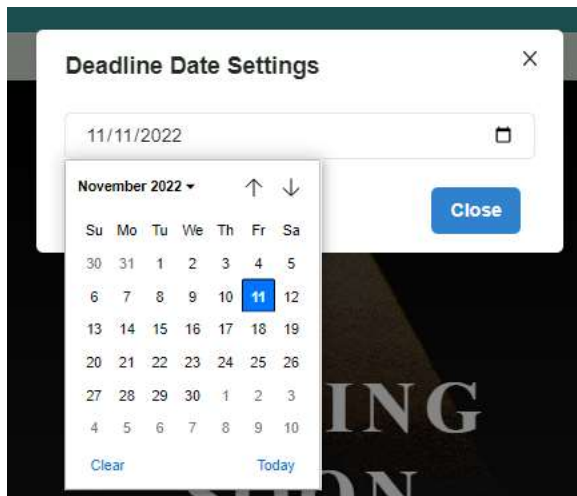 Deadline Date Settings
11/11/2022
November 2022
Su Mo Tu We Th Fr Sa
30 31 1 2 3 4 5
6 7 8 9 10 11 12
13 14 15 16 17 18 19
20 21 22 23 24 25 26
27 28 29 30 1 2 3
4 5 6 7 8 9 10
Clear Today
Close
ING